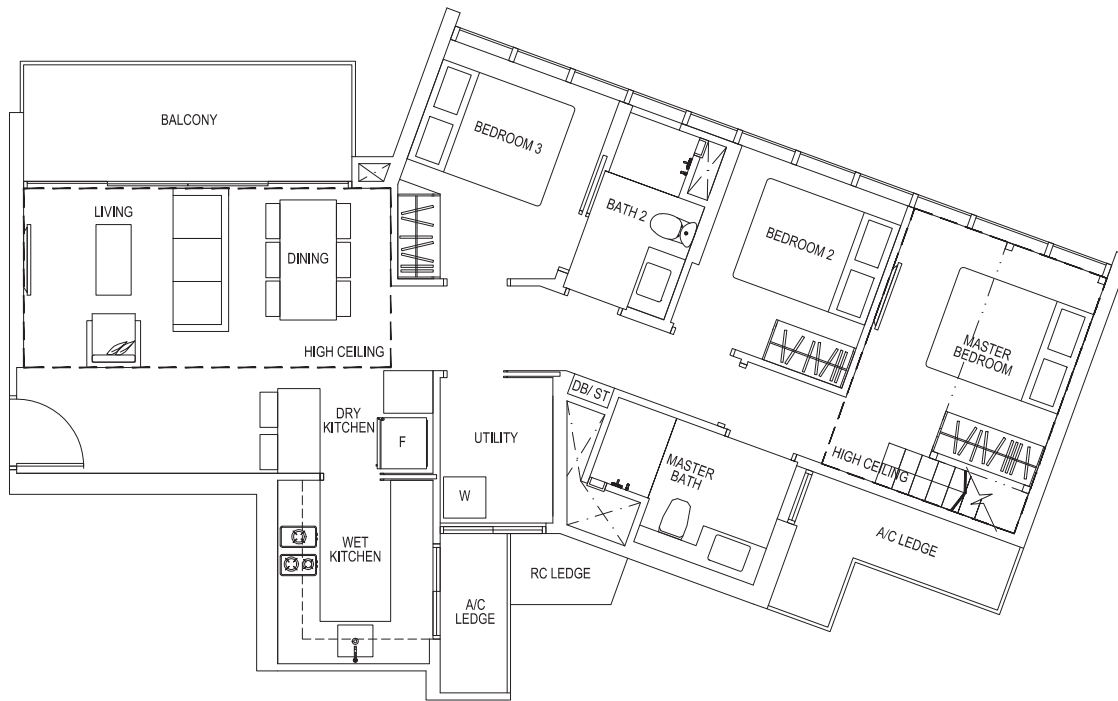 BALCONY
BEDROOM 3
BATH 2
LIVING
DINING
BEDROOM 2
MASTER
BEDROOM
HIGH CEILING
DB/ ST
DRY
KITCHEN
F
UTILITY
MASTER
BATH
HIGH CEILING
W
WET
KITCHEN
A/C LEDGE
RC LEDGE
A/C
LEDGE